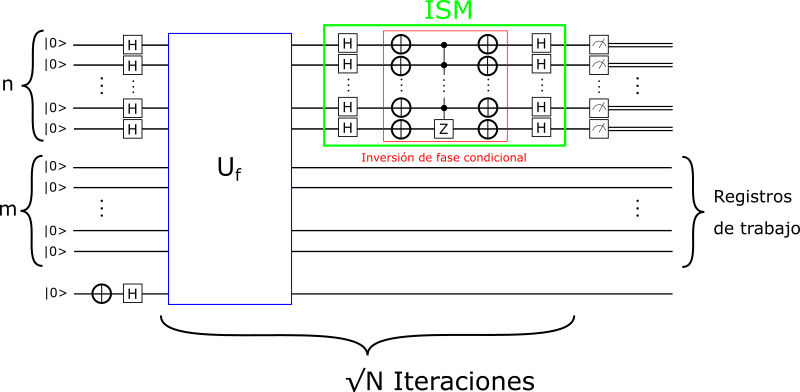 ISM
|0> H H H
|0> H H H
n
|0> H H H
|0> H H Z H
Inversión de fase condicional
|0>
|0>
m
U_f
Registros
de trabajo
|0>
|0>
|0> H
√N Iteraciones